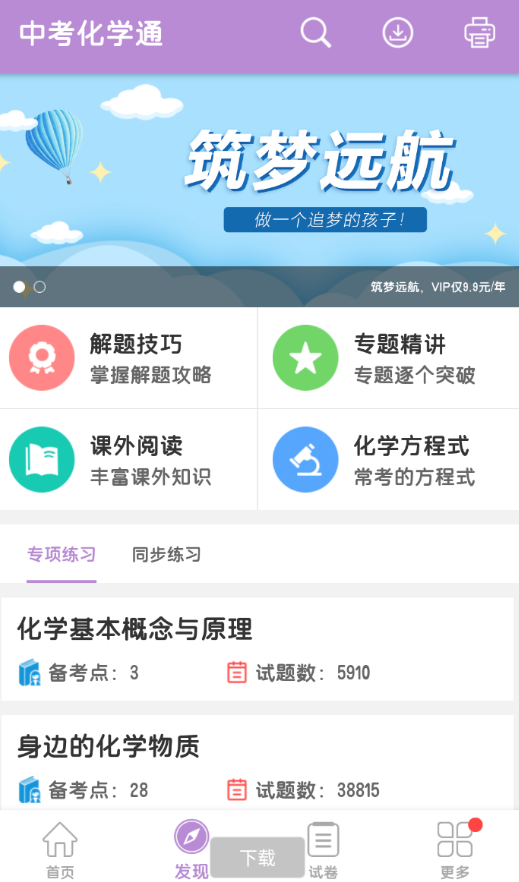 中考化学通
筑梦远航
做一个追梦的孩子!
筑梦远航，VIP仅9.9元/年
解题技巧
掌握解题攻略
专题精讲
专题逐个突破
课外阅读
丰富课外知识
化学方程式
常考的方程式
专项练习 同步练习
化学基本概念与原理
备考点：3 试题数：5910
身边的化学物质
备考点：28 试题数：38815
首页 发现 下载 试卷 更多